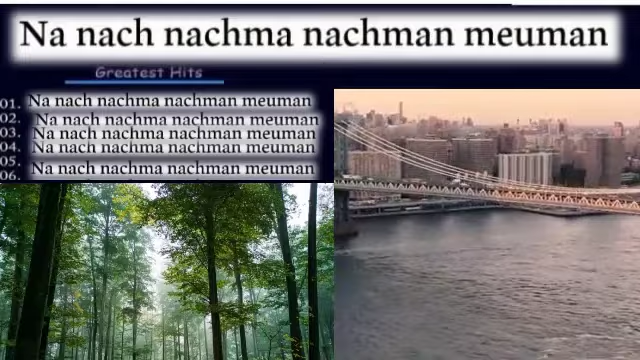 Na nach nachma nachman meuman
Greatest Hits
01. Na nach nachma nachman meuman
02. Na nach nachma nachman meuman
03. Na nach nachma nachman meuman
04. Na nach nachma nachman meuman
05. Na nach nachma nachman meuman
06.